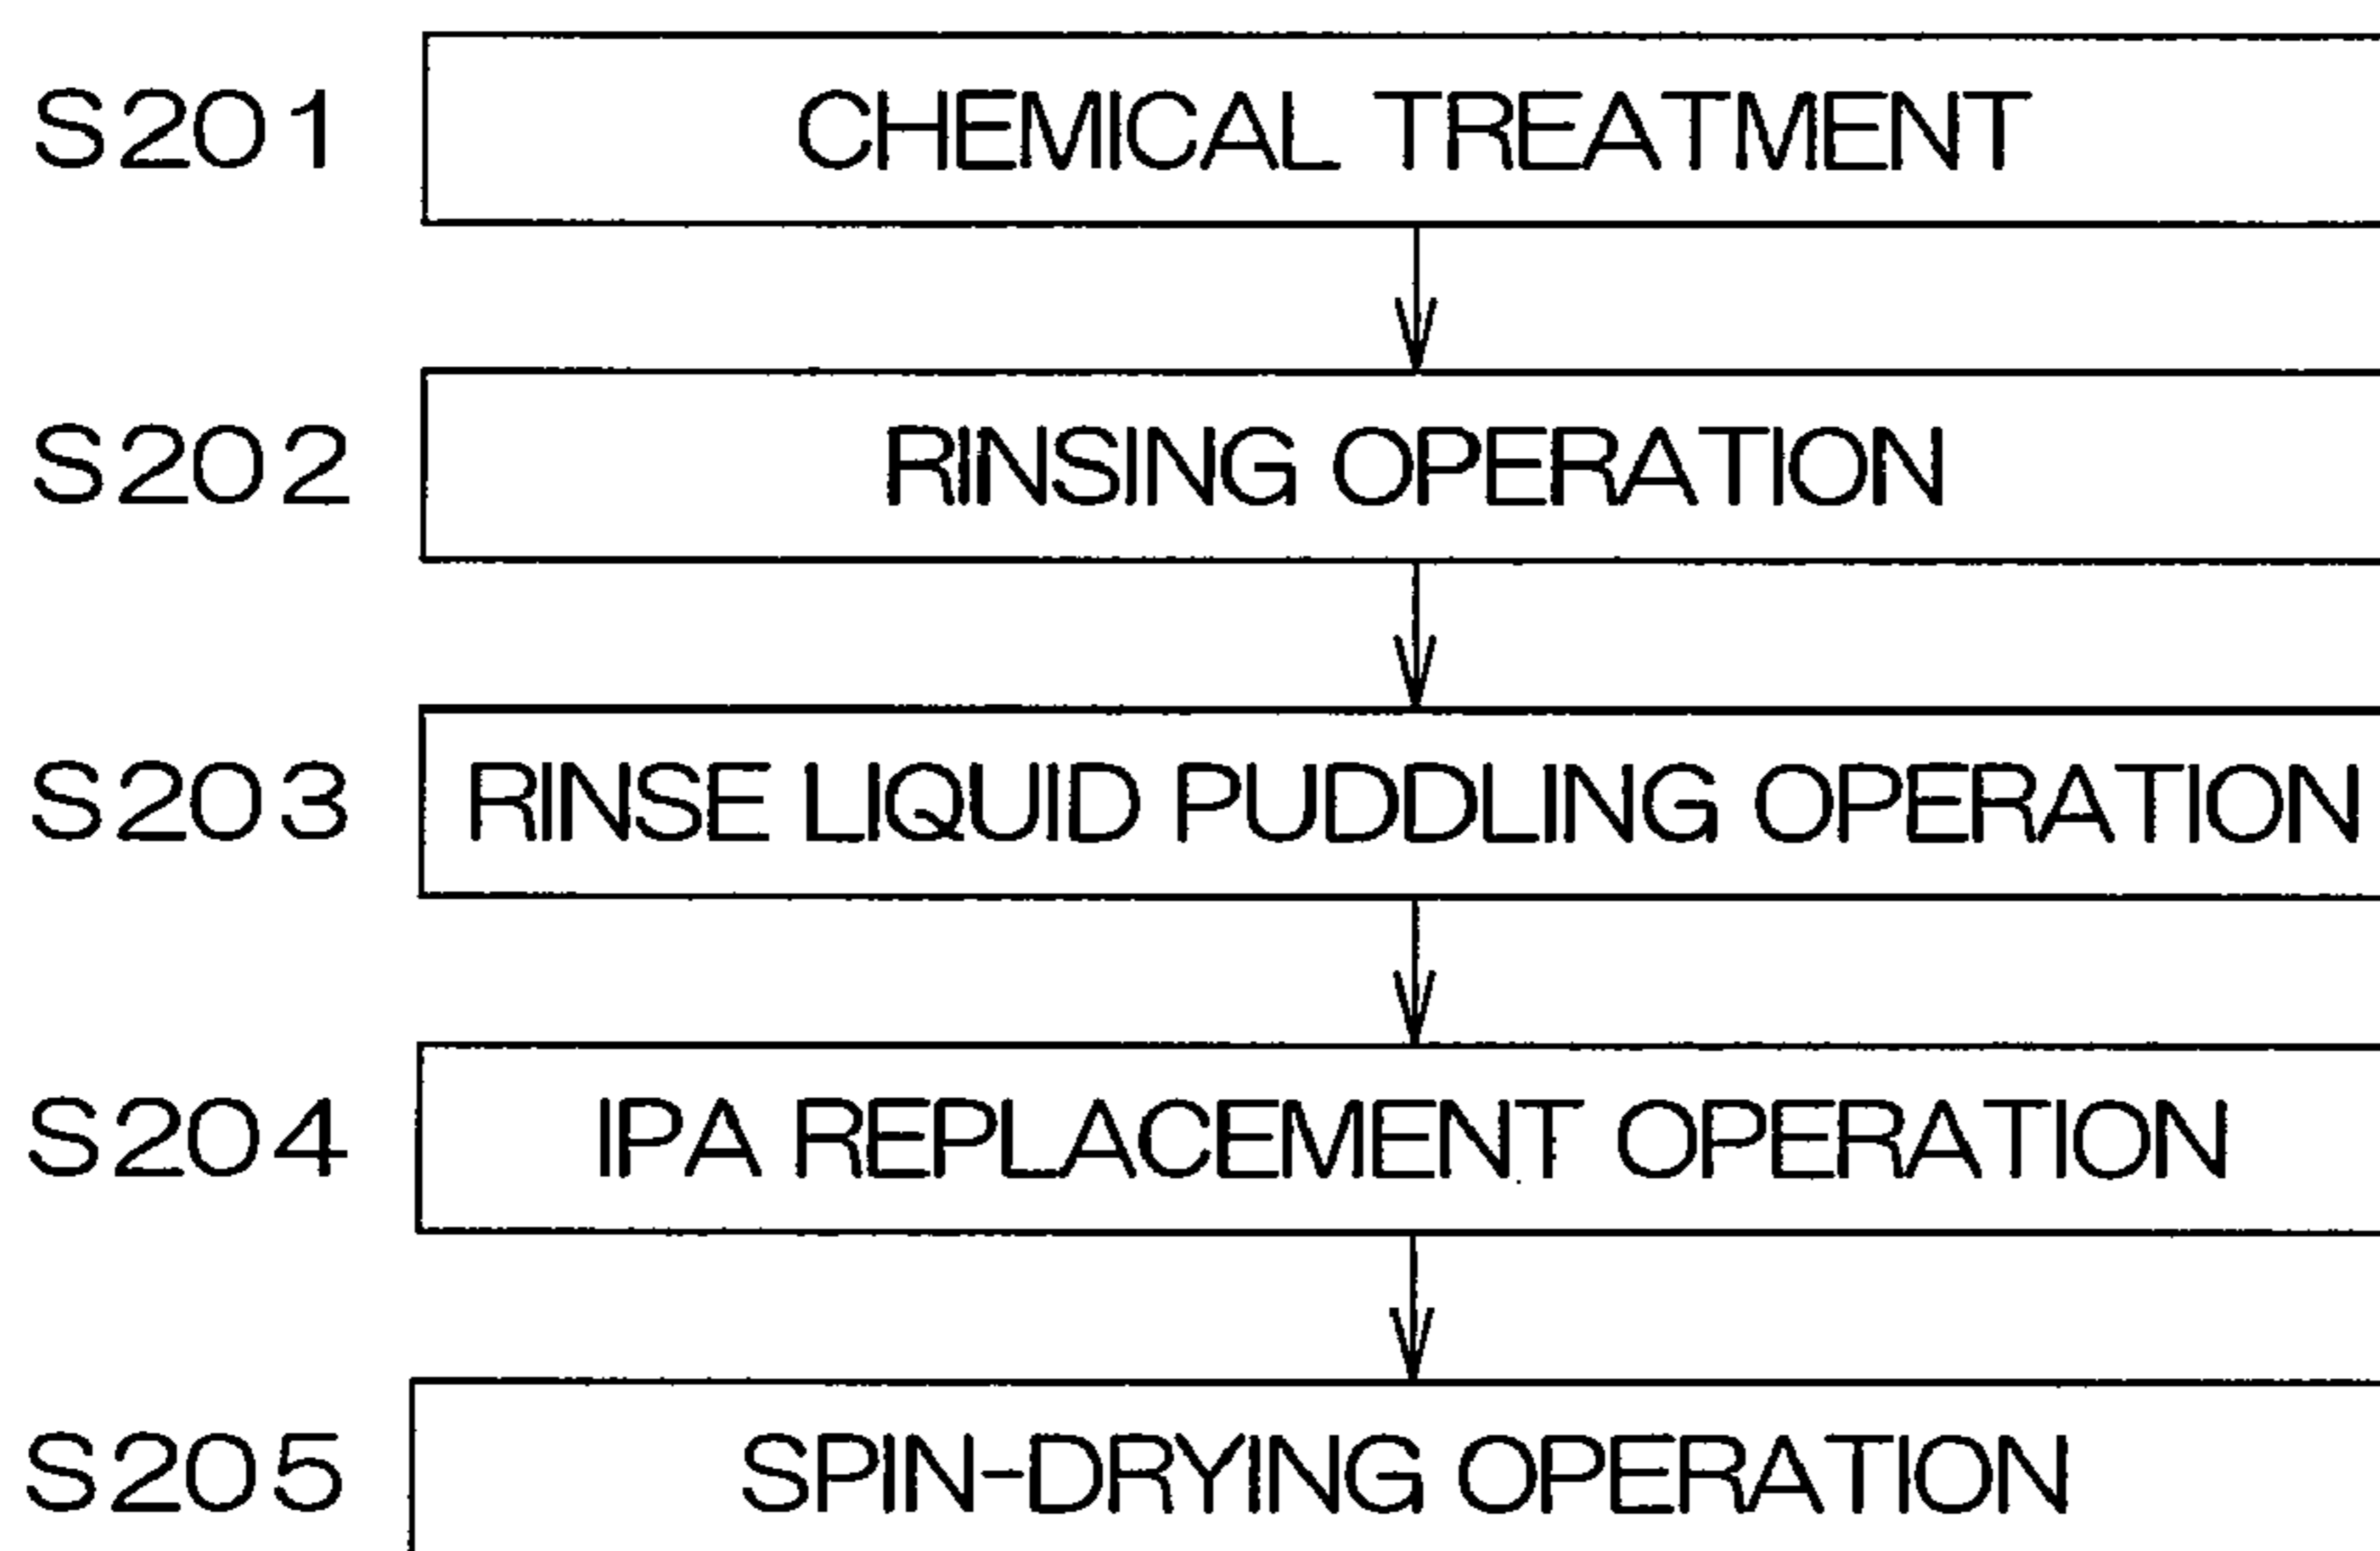 S201 CHEMICAL TREATMENT
S202 RINSING OPERATION
S203 RINSE LIQUID PUDDLING OPERATION
S204 IPA REPLACEMENT OPERATION
S205 SPIN-DRYING OPERATION